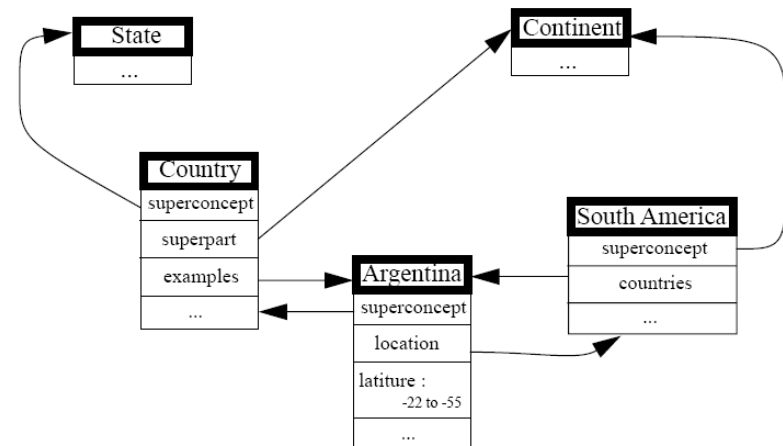 State
...
Continent
...
Country
superconcept
superpart
examples
...
Argentina
superconcept
location
latiture :
-22 to -55
...
South America
superconcept
countries
...